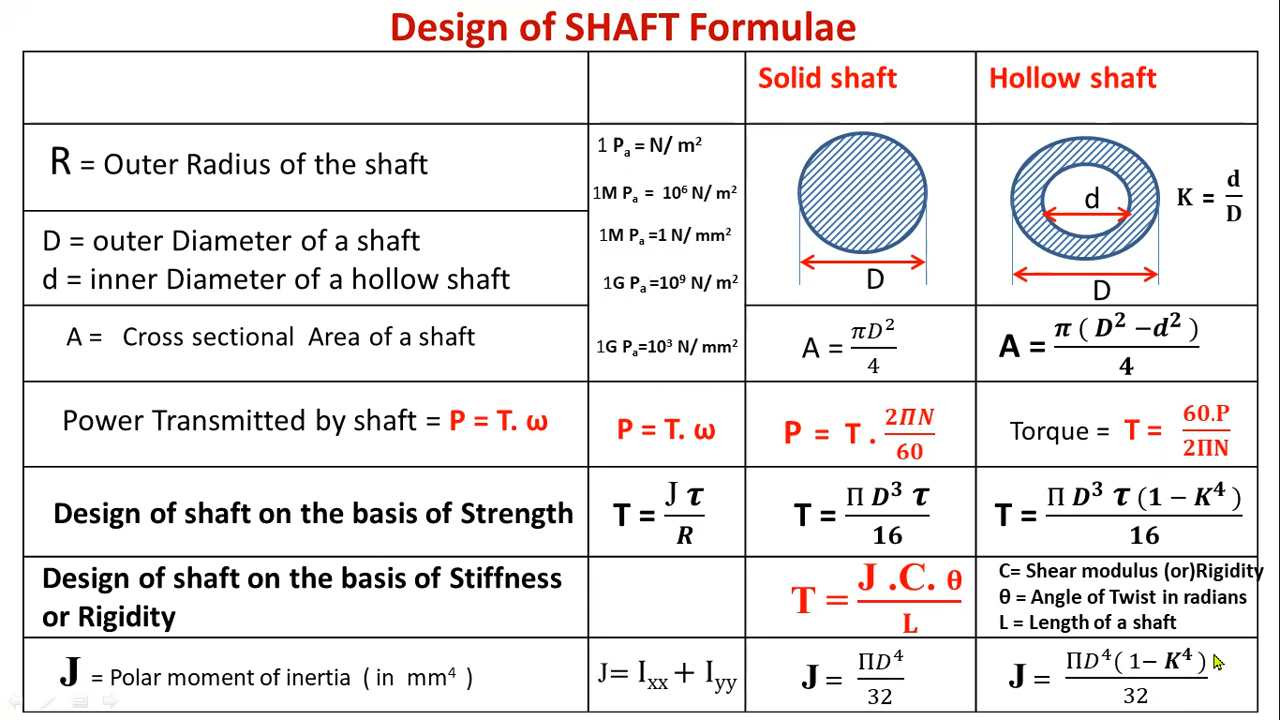 Design of SHAFT Formulae
Solid shaft
Hollow shaft
R = Outer Radius of the shaft
1 Pₐ = N/ m²
1M Pₐ = 10⁶ N/ m²
d
K = d/D
D = outer Diameter of a shaft
d = inner Diameter of a hollow shaft
1M Pₐ =1 N/ mm²
1G Pₐ =10⁹ N/ m²
D
D
A = Cross sectional Area of a shaft
1G Pₐ=10³ N/ mm²
A = πD²/4
A = π ( D² −d² )/4
Power Transmitted by shaft = P = T. ω
P = T. ω
P = T . 2ΠN/60
Torque = T = 60.P/2ΠN
Design of shaft on the basis of Strength
T = J τ/R
T = Π D³ τ/16
T = Π D³ τ (1 − K⁴ )/16
Design of shaft on the basis of Stiffness
or Rigidity
T = J .C. θ/L
C= Shear modulus (or)Rigidity
θ = Angle of Twist in radians
L = Length of a shaft
J = Polar moment of inertia ( in mm⁴ )
J= Ixx + Iyy
J = ΠD⁴/32
J = ΠD⁴( 1− K⁴ )/32